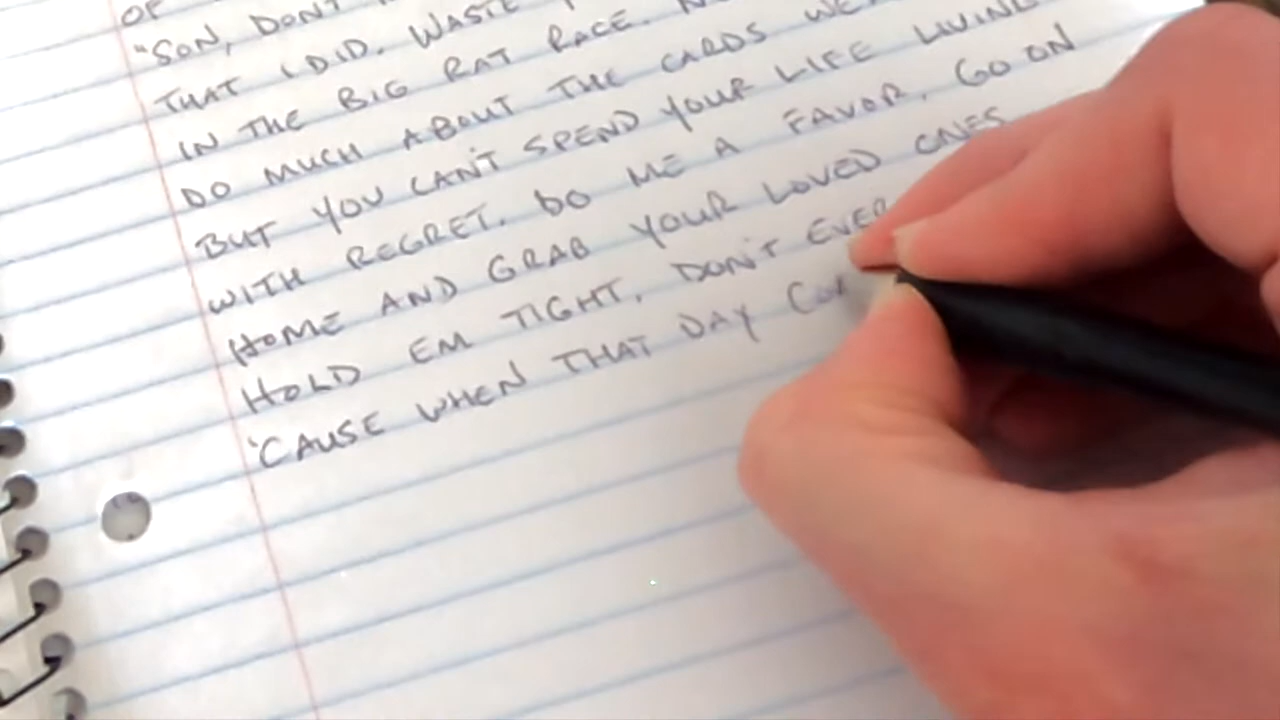 OF
"SON, DON'T
THAT I DID. WASTE
IN THE BIG RAT RACE.
DO MUCH ABOUT THE CARDS
BUT YOU CAN'T SPEND YOUR LIFE LIVING
WITH REGRET. DO ME A FAVOR, GO ON
HOME AND GRAB YOUR LOVED ONES
HOLD EM TIGHT, DON'T EVER
'CAUSE WHEN THAT DAY